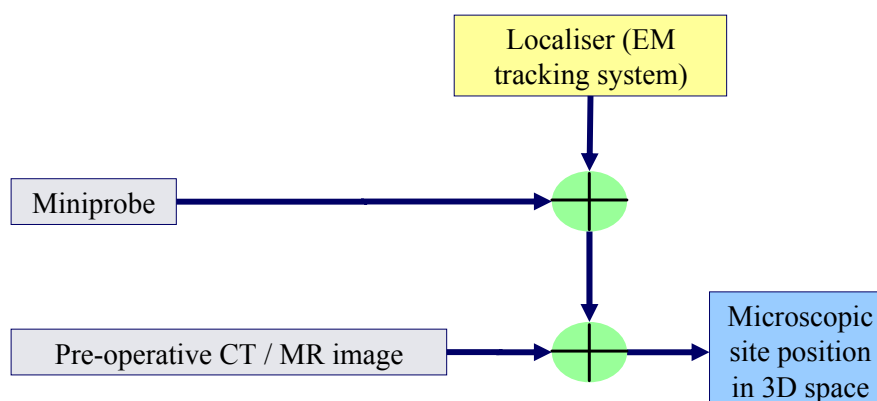 Localiser (EM
tracking system)
Miniprobe
Pre-operative CT / MR image
Microscopic
site position
in 3D space